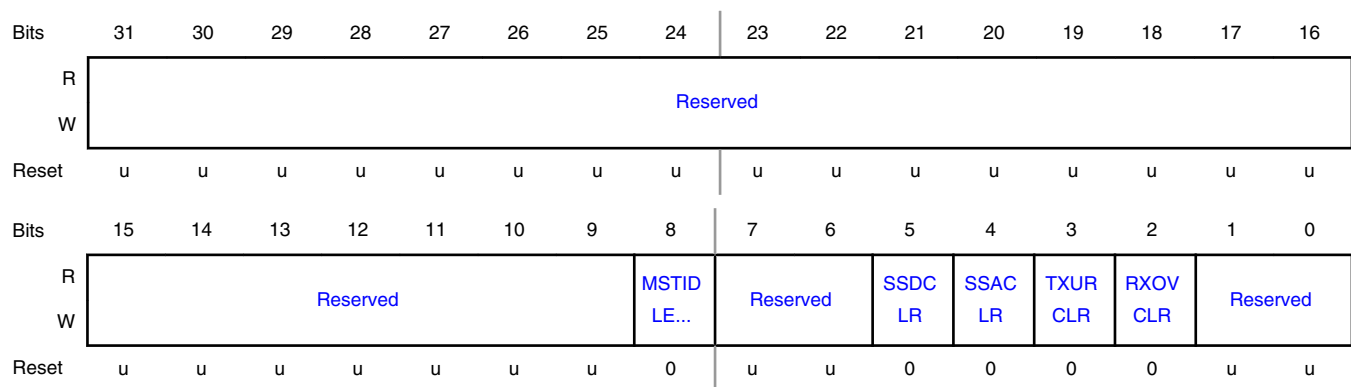 Bits 31 30 29 28 27 26 25 24 23 22 21 20 19 18 17 16
R
Reserved
W
Reset u u u u u u u u u u u u u u u u
Bits 15 14 13 12 11 10 9 8 7 6 5 4 3 2 1 0
R
Reserved MSTID LE... Reserved SSDC LR SSAC LR TXUR CLR RXOV CLR Reserved
W
Reset u u u u u u u 0 u u 0 0 0 0 u u